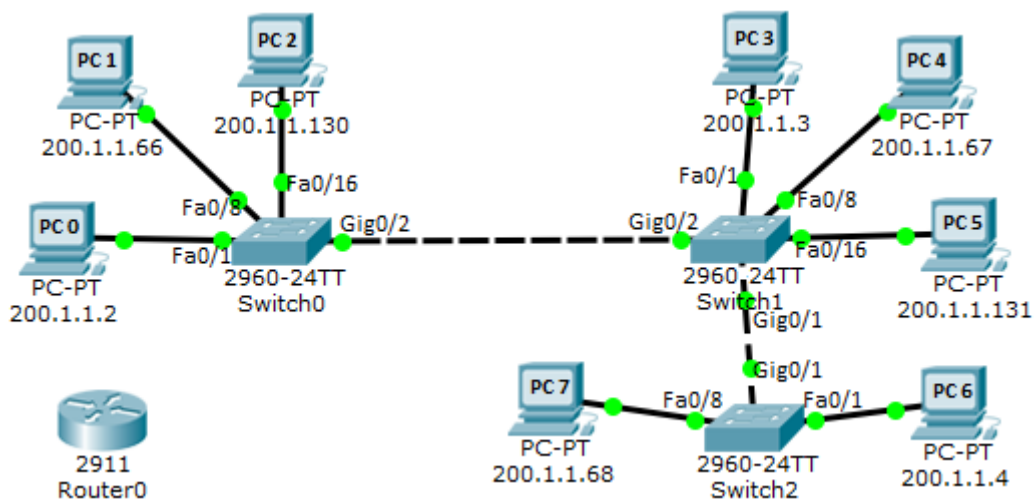 PC 1
PC-PT
200.1.1.66
PC 2
PC-PT
200.1.1.130
PC 3
PC-PT
200.1.1.3
PC 4
PC-PT
200.1.1.67
Fa0/16
Fa0/8
Gig0/2
PC 0
Fa0/1
PC-PT
200.1.1.2
2960-24TT
Switch0
Fa0/1
Fa0/8
Gig0/2
PC 5
Fa0/16
PC-PT
200.1.1.131
2960-24TT
Switch1
Gig0/1
Gig0/1
PC 7
Fa0/8
PC-PT
200.1.1.68
Fa0/1
PC 6
PC-PT
200.1.1.4
2960-24TT
Switch2
2911
Router0